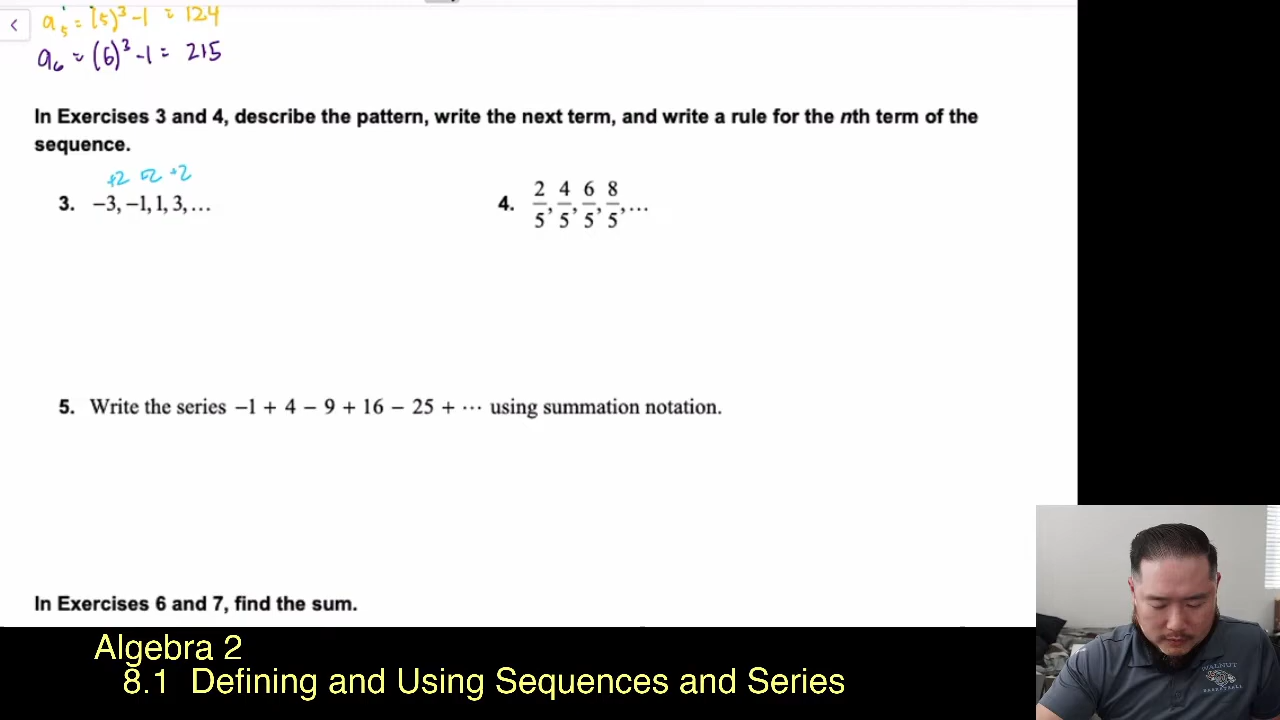 a₅ = (5)³ -1 = 124
a₆ = (6)³ -1 = 215
In Exercises 3 and 4, describe the pattern, write the next term, and write a rule for the nth term of the
sequence.
+2 +2 +2
3. −3, −1, 1, 3, …
4. 2/5, 4/5, 6/5, 8/5, …
5. Write the series −1 + 4 − 9 + 16 − 25 + ⋯ using summation notation.
In Exercises 6 and 7, find the sum.
WALNUT
BASKETBALL
Algebra 2
8.1 Defining and Using Sequences and Series